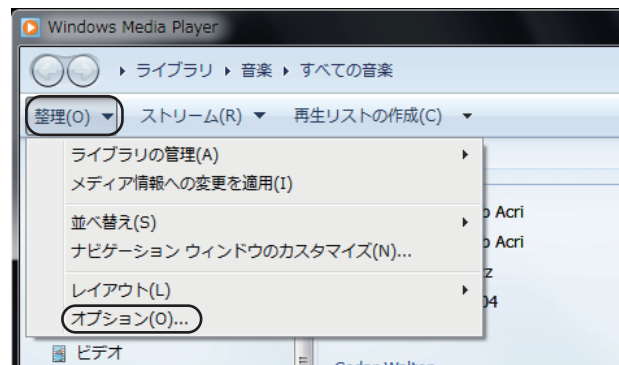 Windows Media Player
ライブラリ ▸ 音楽 ▸ すべての音楽
整理(O) ▼ ストリーム(R) ▼ 再生リストの作成(C) ▼
ライブラリの管理(A)
メディア情報への変更を適用(I)
並べ替え(S)
Acri
ナビゲーション ウィンドウのカスタマイズ(N)...
Acri
レイアウト(L)
オプション(O)...
ビデオ